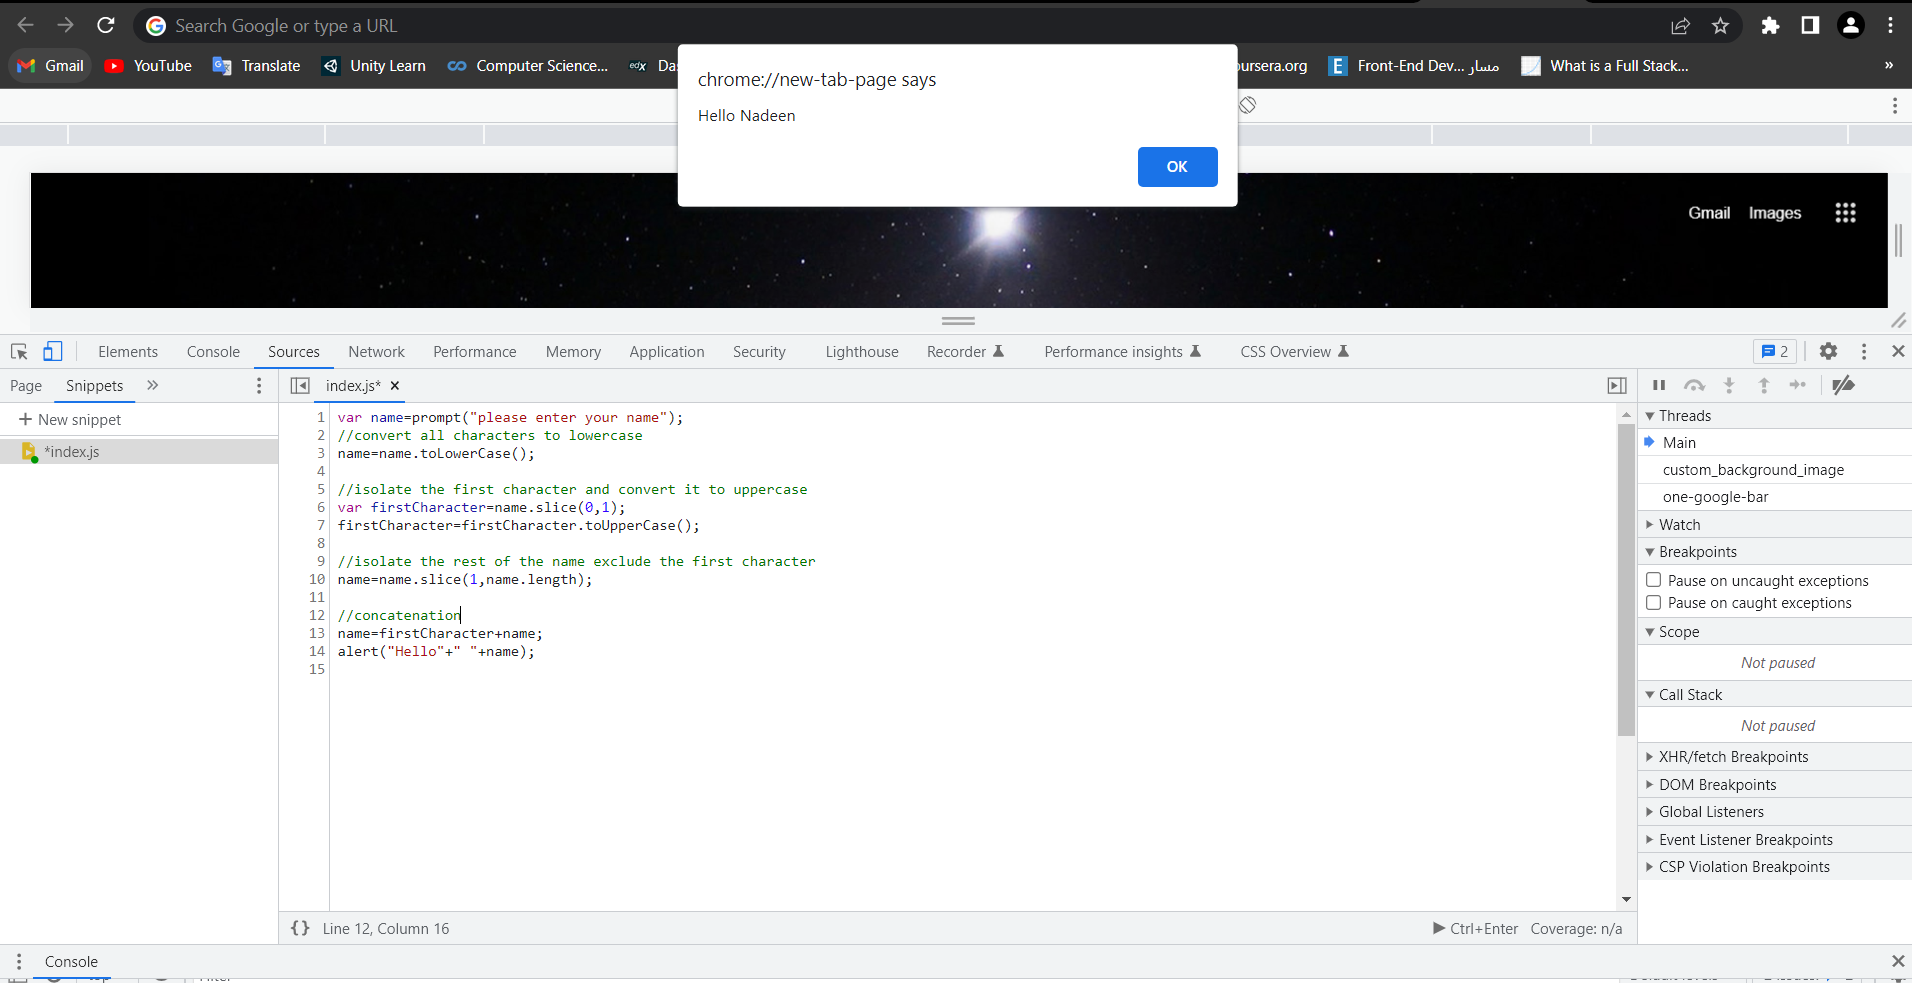 Search Google or type a URL
Gmail YouTube Translate Unity Learn Computer Science... edX Front-End Dev... مسار What is a Full Stack...
chrome://new-tab-page says
Hello Nadeen
OK
Gmail Images
Elements Console Sources Network Performance Memory Application Security Lighthouse Recorder Performance insights CSS Overview 2
Page Snippets » index.js* ×
+ New snippet
*index.js
1 var name=prompt("please enter your name");
2 //convert all characters to lowercase
3 name=name.toLowerCase();
4
5 //isolate the first character and convert it to uppercase
6 var firstCharacter=name.slice(0,1);
7 firstCharacter=firstCharacter.toUpperCase();
8
9 //isolate the rest of the name exclude the first character
10 name=name.slice(1,name.length);
11
12 //concatenation
13 name=firstCharacter+name;
14 alert("Hello"+" "+name);
15
{} Line 12, Column 16 Ctrl+Enter Coverage: n/a
Threads
Main
custom_background_image
one-google-bar
Watch
Breakpoints
Pause on uncaught exceptions
Pause on caught exceptions
Scope
Not paused
Call Stack
Not paused
XHR/fetch Breakpoints
DOM Breakpoints
Global Listeners
Event Listener Breakpoints
CSP Violation Breakpoints
Console